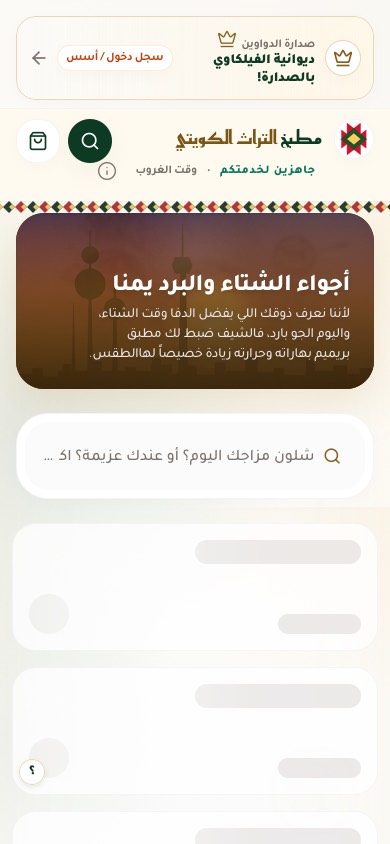 صدارة الدواوين
ديوانية الفيلكاوي
بالصدارة!
سجل دخول / أسس
مطبخ التراث الكويتي
جاهزين لخدمتكم · وقت الغروب
أجواء الشتاء والبرد يمنا
لأننا نعرف ذوقك اللي يفضل الدفا وقت الشتاء،
واليوم الجو بارد، فالشيف ضبط لك مطبق
بريميم بهاراته وحرارته زيادة خصيصاً لهالطقس.
شلون مزاجك اليوم؟ أو عندك عزيمة؟ اكـ ...
؟